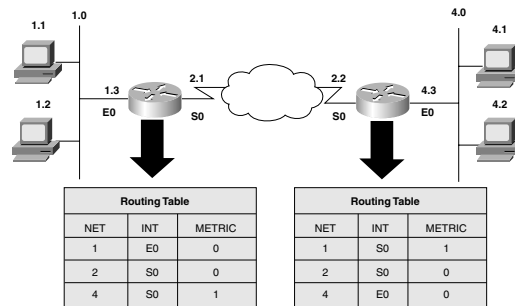 1.0
4.0
1.1
4.1
1.3
2.1
2.2
4.3
1.2
E0
S0
S0
E0
4.2
Routing Table
NET INT METRIC
1 E0 0
2 S0 0
4 S0 1
Routing Table
NET INT METRIC
1 S0 1
2 S0 0
4 E0 0